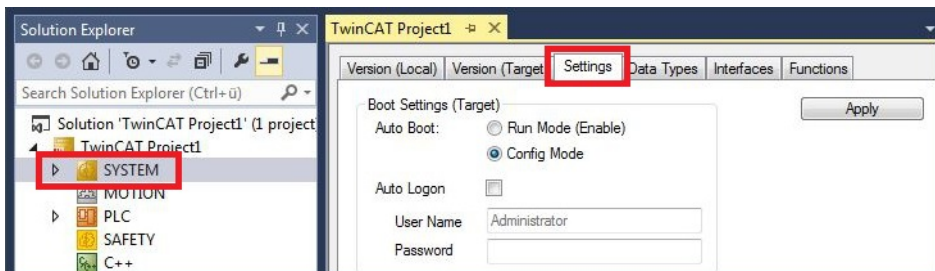 Solution Explorer
Search Solution Explorer (Ctrl+ü)
Solution 'TwinCAT Project1' (1 project
TwinCAT Project1
SYSTEM
MOTION
PLC
SAFETY
C++
TwinCAT Project1
Version (Local) Version (Target Settings Data Types Interfaces Functions
Boot Settings (Target)
Apply
Auto Boot: Run Mode (Enable)
Config Mode
Auto Logon
User Name Administrator
Password